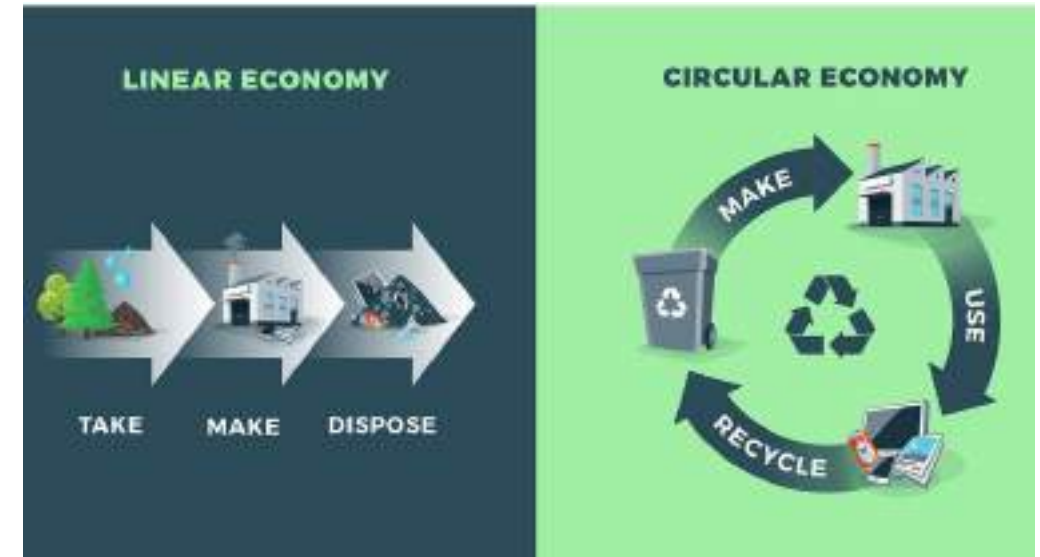 LINEAR ECONOMY
TAKE
MAKE
DISPOSE
CIRCULAR ECONOMY
MAKE
USE
RECYCLE